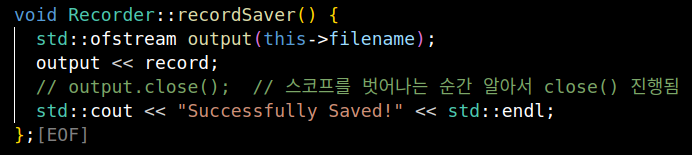 void Recorder::recordSaver() {
  std::ofstream output(this->filename);
  output << record;
  // output.close();  // 스코프를 벗어나는 순간 알아서 close() 진행됨
  std::cout << "Successfully Saved!" << std::endl;
};[EOF]